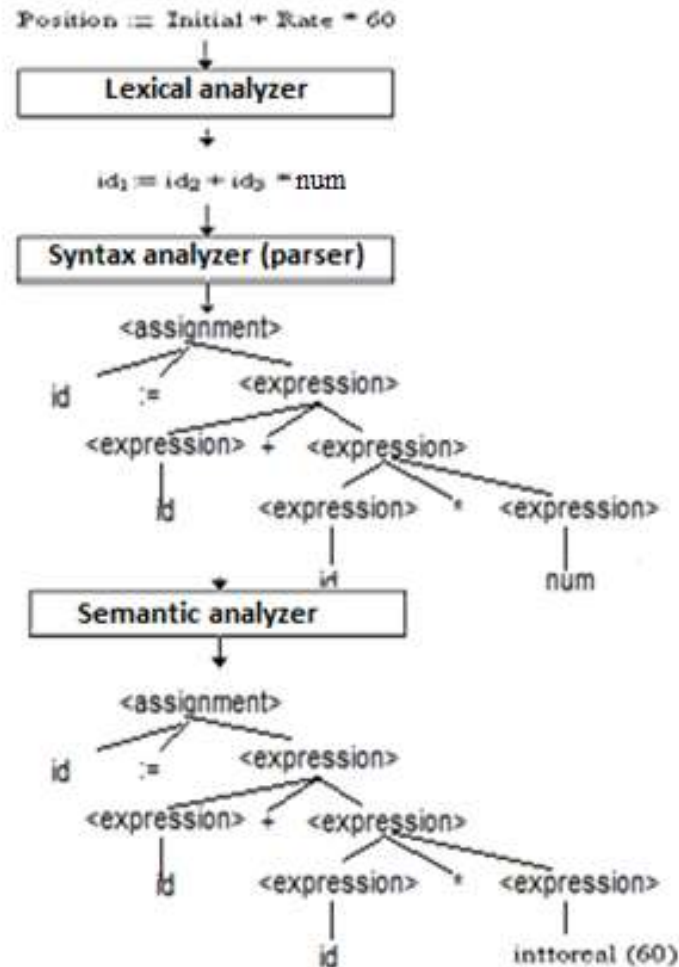 Position := Initial + Rate * 60
Lexical analyzer
id₁ := id₂ + id₃ * num
Syntax analyzer (parser)
<assignment>
id := <expression>
<expression> + <expression>
id <expression> * <expression>
id num
Semantic analyzer
<assignment>
id := <expression>
<expression> + <expression>
id <expression> * <expression>
id inttoreal (60)